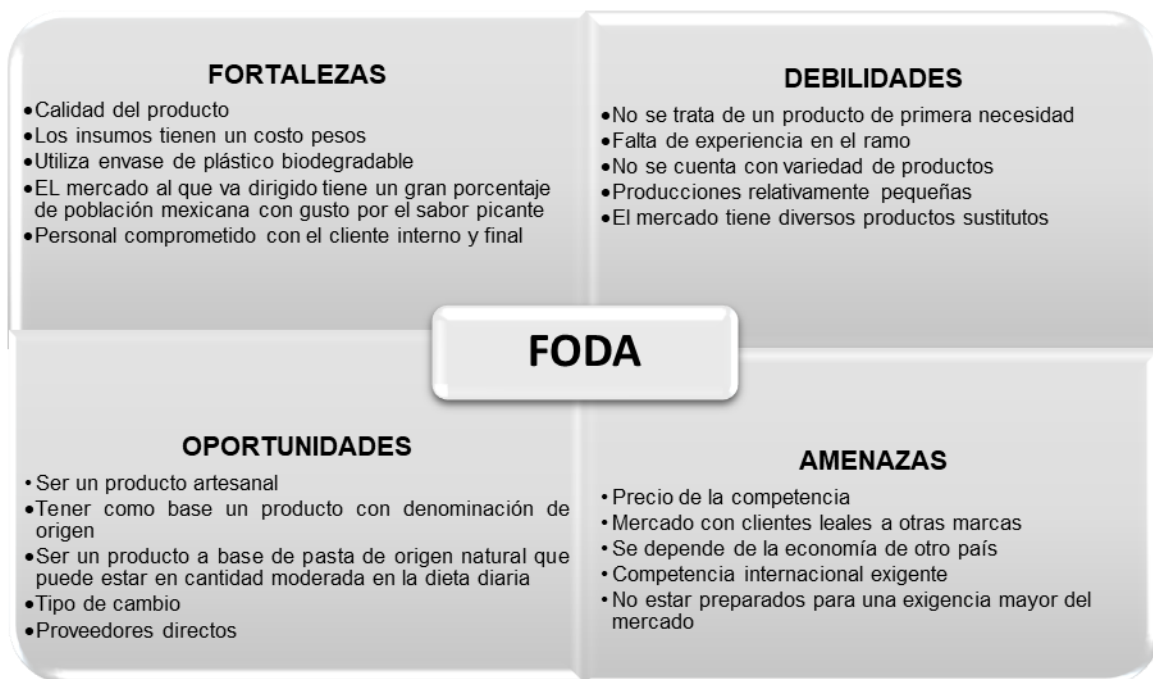 FORTALEZAS
•Calidad del producto
•Los insumos tienen un costo pesos
•Utiliza envase de plástico biodegradable
•EL mercado al que va dirigido tiene un gran porcentaje
de población mexicana con gusto por el sabor picante
•Personal comprometido con el cliente interno y final
DEBILIDADES
•No se trata de un producto de primera necesidad
•Falta de experiencia en el ramo
•No se cuenta con variedad de productos
•Producciones relativamente pequeñas
•El mercado tiene diversos productos sustitutos
FODA
OPORTUNIDADES
• Ser un producto artesanal
•Tener como base un producto con denominación de
origen
•Ser un producto a base de pasta de origen natural que
puede estar en cantidad moderada en la dieta diaria
•Tipo de cambio
•Proveedores directos
AMENAZAS
• Precio de la competencia
• Mercado con clientes leales a otras marcas
• Se depende de la economía de otro país
• Competencia internacional exigente
• No estar preparados para una exigencia mayor del
mercado